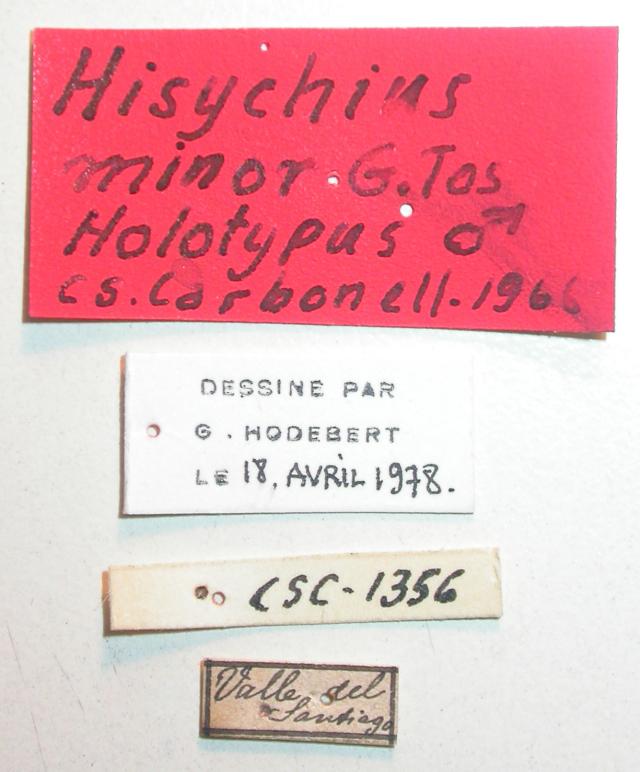 Hisychius
minor G. Tos
Holotypus ♂
CS. Carbonell. 1966
DESSINE PAR
G. HODEBERT
LE 18, AVRIL 1978.
CSC-1356
Valle del
Santiago